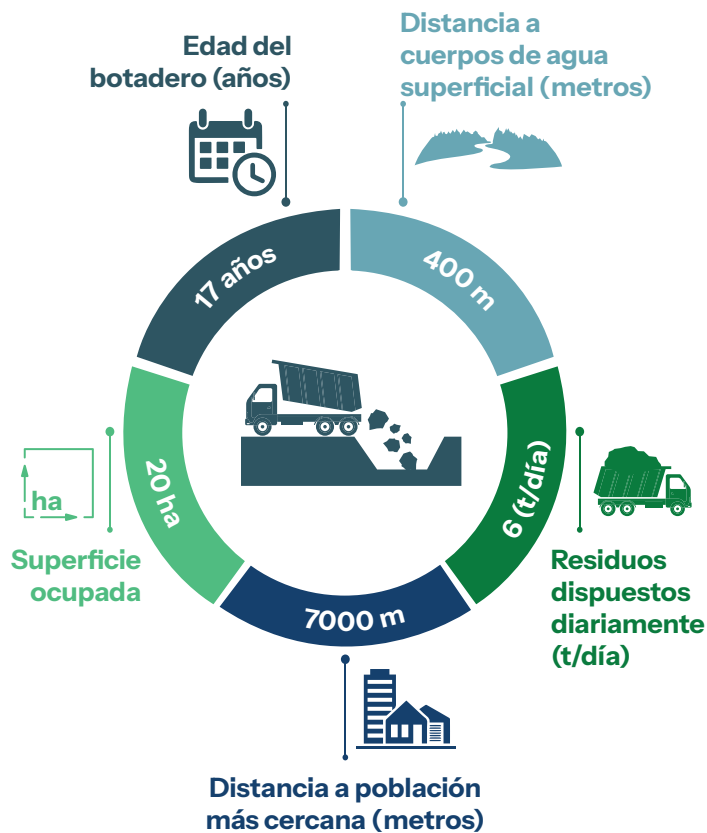 Edad del
botadero (años)
Distancia a
cuerpos de agua
superficial (metros)
17 años
400 m
20 ha
6 (t/día)
7000 m
ha
Superficie
ocupada
Residuos
dispuestos
diariamente
(t/día)
Distancia a población
más cercana (metros)